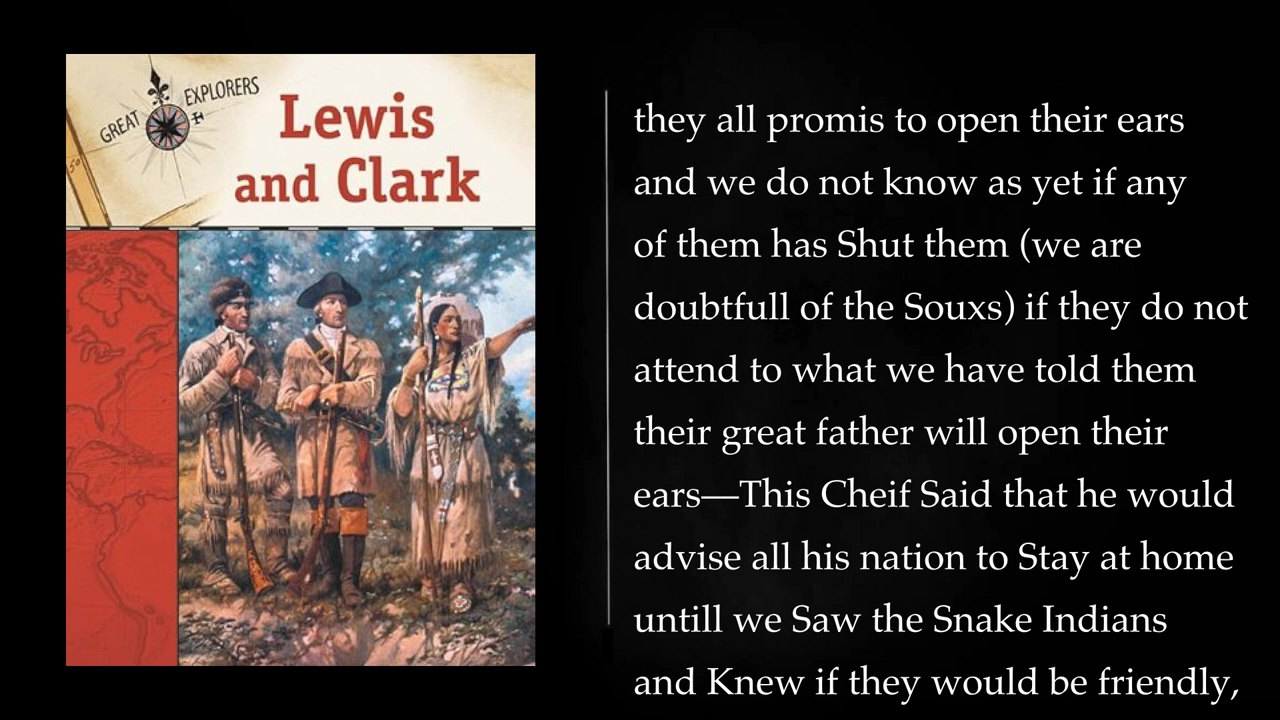 GREAT EXPLORERS
Lewis
and Clark
50
they all promis to open their ears
and we do not know as yet if any
of them has Shut them (we are
doubtfull of the Souxs) if they do not
attend to what we have told them
their great father will open their
ears—This Cheif Said that he would
advise all his nation to Stay at home
untill we Saw the Snake Indians
and Knew if they would be friendly,